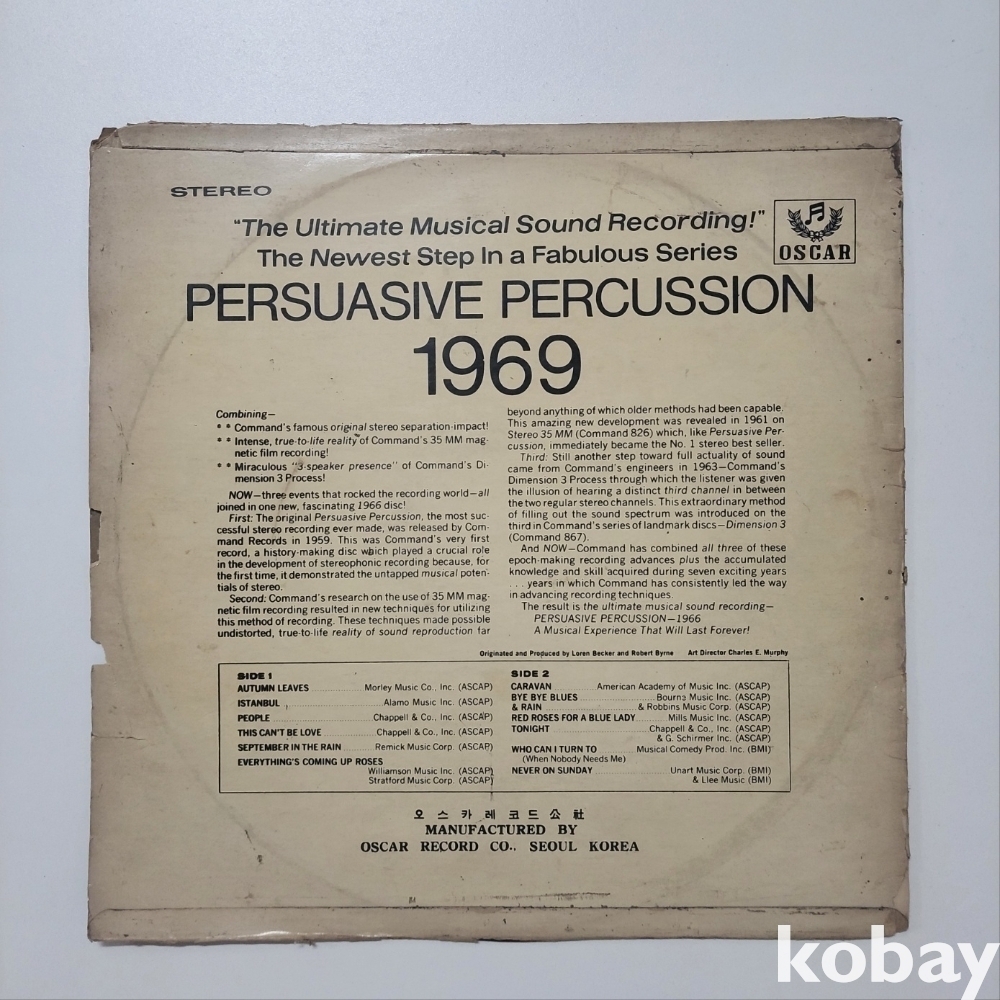 STEREO
"The Ultimate Musical Sound Recording!"
The Newest Step In a Fabulous Series
OSCAR
PERSUASIVE PERCUSSION
1969
Combining—
* * Command's famous original stereo separation-impact!
* * Intense, true-to-life reality of Command's 35 MM mag-
netic film recording!
* * Miraculous "3-speaker presence" of Command's Di-
mension 3 Process!
NOW—three events that rocked the recording world—all
joined in one new, fascinating 1966 disc!
First: The original Persuasive Percussion, the most suc-
cessful stereo recording ever made, was released by Com-
mand Records in 1959. This was Command's very first
record, a history-making disc which played a crucial role
in the development of stereophonic recording because, for
the first time, it demonstrated the untapped musical poten-
tials of stereo.
Second: Command's research on the use of 35 MM mag-
netic film recording resulted in new techniques for utilizing
this method of recording. These techniques made possible
undistorted, true-to-life reality of sound reproduction far
beyond anything of which older methods had been capable.
This amazing new development was revealed in 1961 on
Stereo 35 MM (Command 826) which, like Persuasive Per-
cussion, immediately became the No. 1 stereo best seller.
Third: Still another step toward full actuality of sound
came from Command's engineers in 1963—Command's
Dimension 3 Process through which the listener was given
the illusion of hearing a distinct third channel in between
the two regular stereo channels. This extraordinary method
of filling out the sound spectrum was introduced on the
third in Command's series of landmark discs—Dimension 3
(Command 867).
And NOW—Command has combined all three of these
epoch-making recording advances plus the accumulated
knowledge and skill acquired during seven exciting years
. . . years in which Command has consistently led the way
in advancing recording techniques.
The result is the ultimate musical sound recording—
PERSUASIVE PERCUSSION—1966
A Musical Experience That Will Last Forever!
Originated and Produced by Loren Becker and Robert Byrne Art Director Charles E. Murphy
SIDE 1
AUTUMN LEAVES Morley Music Co., Inc. (ASCAP)
ISTANBUL Alamo Music Inc. (ASCAP)
PEOPLE Chappell & Co., Inc. (ASCAP)
THIS CAN'T BE LOVE Chappell & Co., Inc. (ASCAP)
SEPTEMBER IN THE RAIN Remick Music Corp. (ASCAP)
EVERYTHING'S COMING UP ROSES
Williamson Music Inc. (ASCAP)
Stratford Music Corp. (ASCAP)
SIDE 2
CARAVAN American Academy of Music Inc. (ASCAP)
BYE BYE BLUES Bourne Music Inc. (ASCAP)
& RAIN & Robbins Music Corp. (ASCAP)
RED ROSES FOR A BLUE LADY Mills Music Inc. (ASCAP)
TONIGHT Chappell & Co., Inc. (ASCAP)
& G. Schirmer Inc. (ASCAP)
WHO CAN I TURN TO Musical Comedy Prod. Inc. (BMI)
(When Nobody Needs Me)
NEVER ON SUNDAY Unart Music Corp. (BMI)
& Llee Music (BMI)
오스카레코드公社
MANUFACTURED BY
OSCAR RECORD CO., SEOUL KOREA
kobay